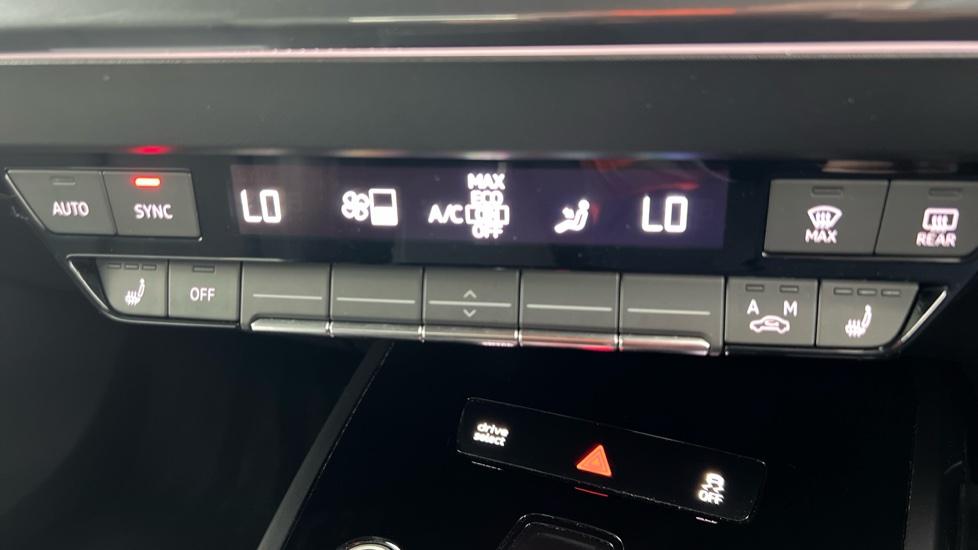 AUTO
SYNC
LO
A/C
MAX
ECO
OFF
LO
MAX
REAR
OFF
A M
drive
select
OFF